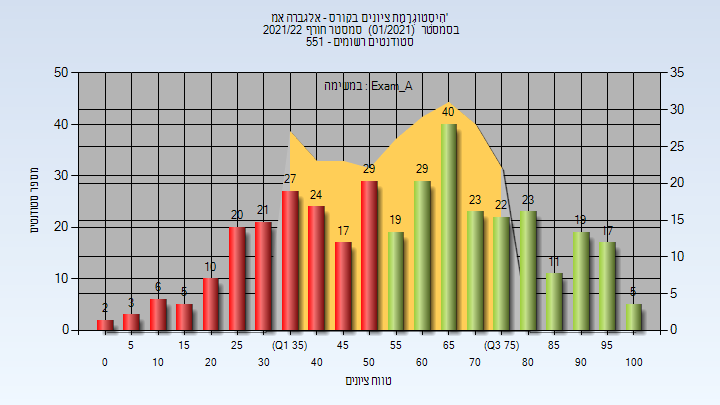 היסטוגרמת ציונים בקורס - אלגברה אמ'
בסמסטר (01/2021) סמסטר חורף 2021/22
סטודנטים רשומים - 551
במשימה : Exam_A
מספר סטודנטים
50 40 30 20 10 0
35 30 25 20 15 10 5 0
2 3 6 5 10 20 21 27 24 17 29 19 29 40 23 22 23 11 19 17 5
5 15 25 (Q1 35) 45 55 65 (Q3 75) 85 95
0 10 20 30 40 50 60 70 80 90 100
טווח ציונים